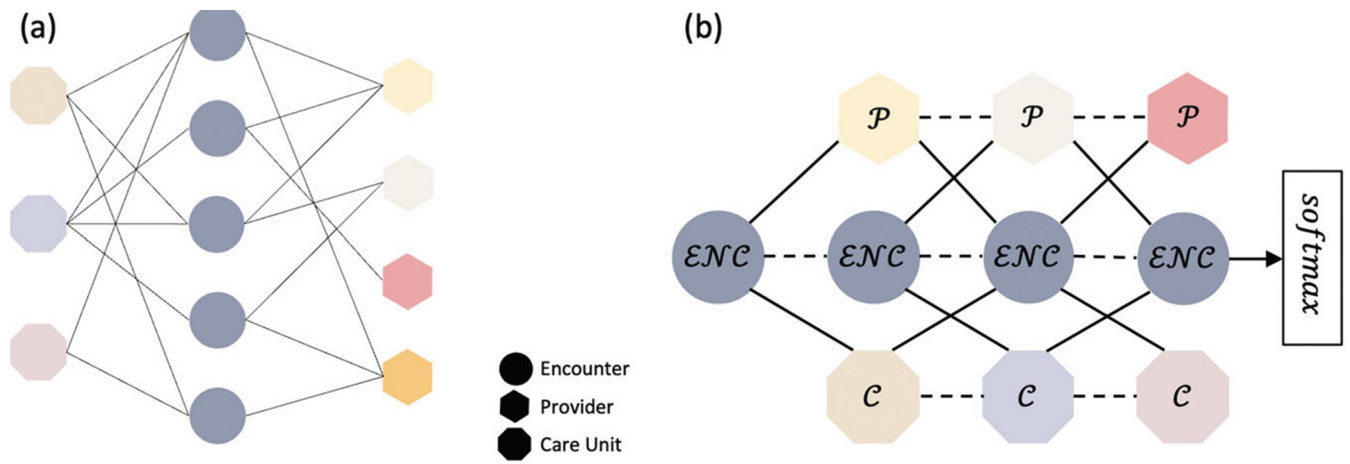 (a)
(b)
𝒫 𝒫 𝒫
ℰ𝒩𝒞 ℰ𝒩𝒞 ℰ𝒩𝒞 ℰ𝒩𝒞
softmax
𝒞 𝒞 𝒞
Encounter
Provider
Care Unit